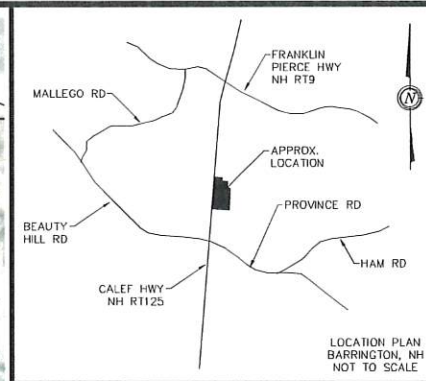 FRANKLIN
PIERCE HWY
NH RT9
MALLEGO RD
N
APPROX.
LOCATION
PROVINCE RD
BEAUTY
HILL RD
HAM RD
CALEF HWY
NH RT125
LOCATION PLAN
BARRINGTON, NH
NOT TO SCALE